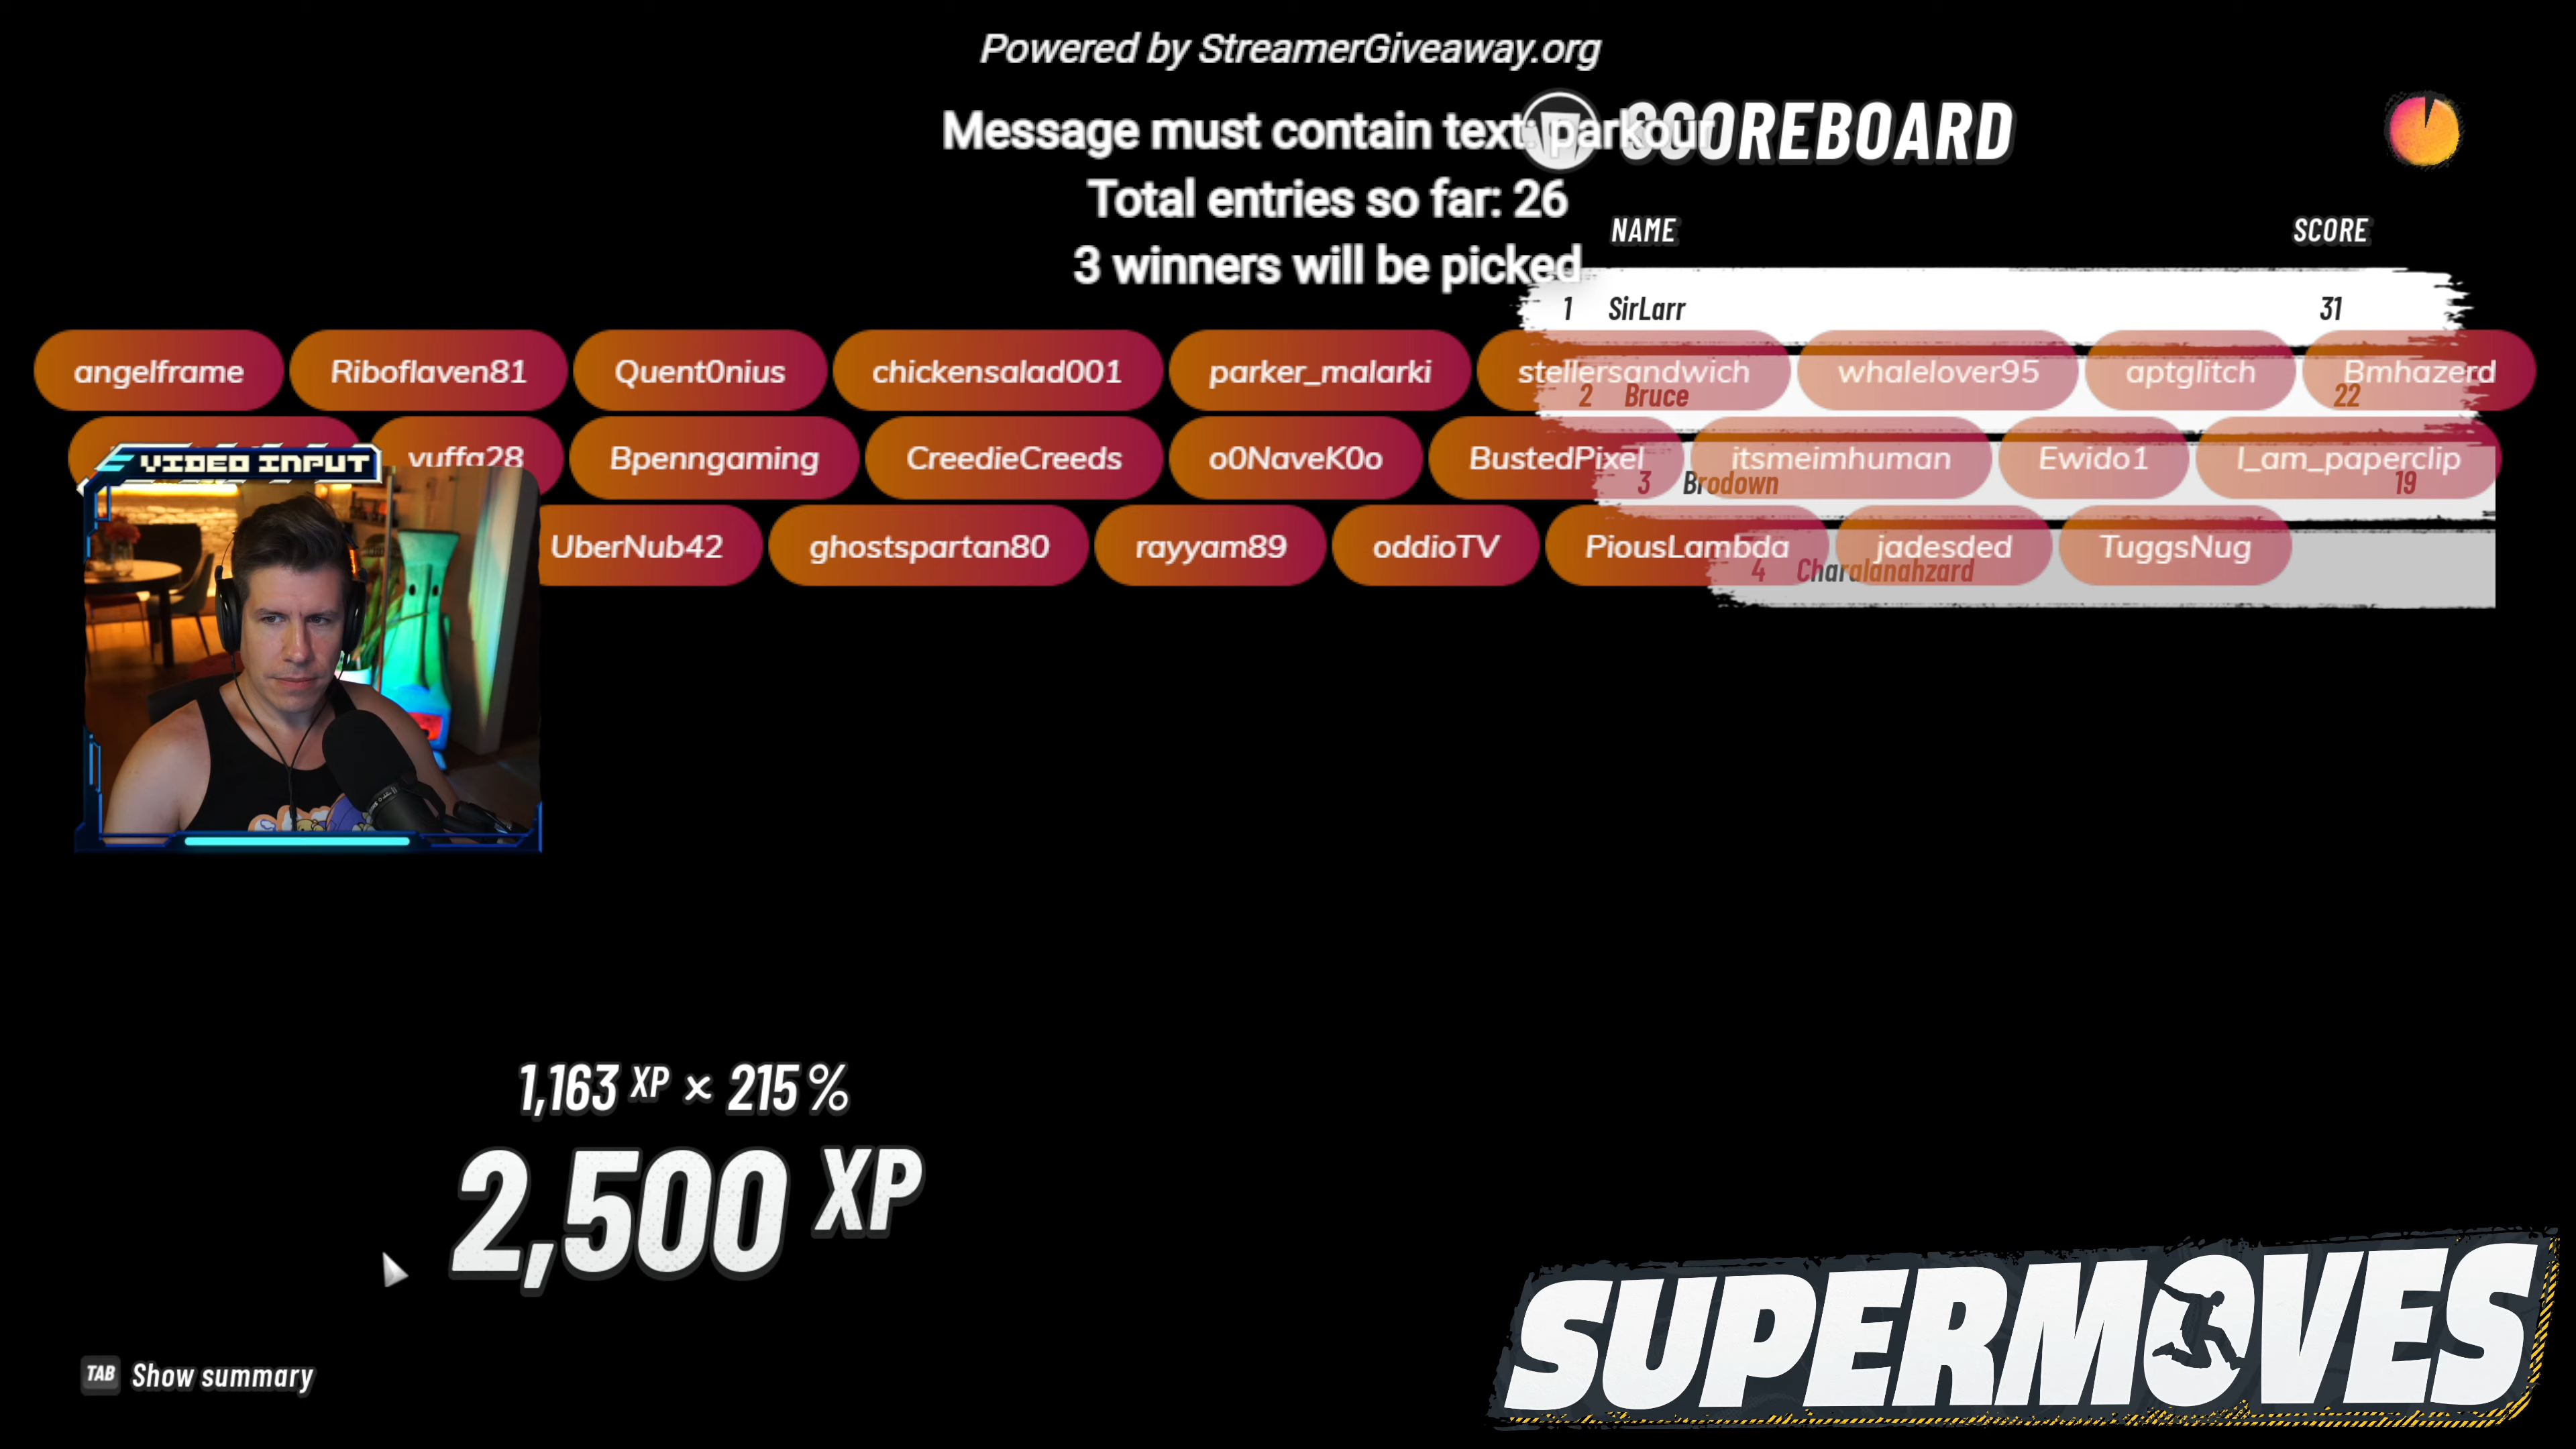 Powered by StreamerGiveaway.org
Message must contain text: parkour
SCOREBOARD
Total entries so far: 26
NAME SCORE
3 winners will be picked
1 SirLarr 31
angelframe Riboflaven81 Quent0nius chickensalad001 parker_malarki stellersandwich whalelover95 aptglitch Bmhazerd
2 Bruce 22
yuffa28 Bpenngaming CreedieCreeds o0NaveK0o BustedPixel itsmeimhuman Ewido1 I_am_paperclip
VIDEO INPUT
3 Brodown 19
UberNub42 ghostspartan80 rayyam89 oddioTV PiousLambda jadesded TuggsNug
4 Charalanahzard
1,163 XP × 215 %
2,500 XP
TAB Show summary
SUPERMOVES